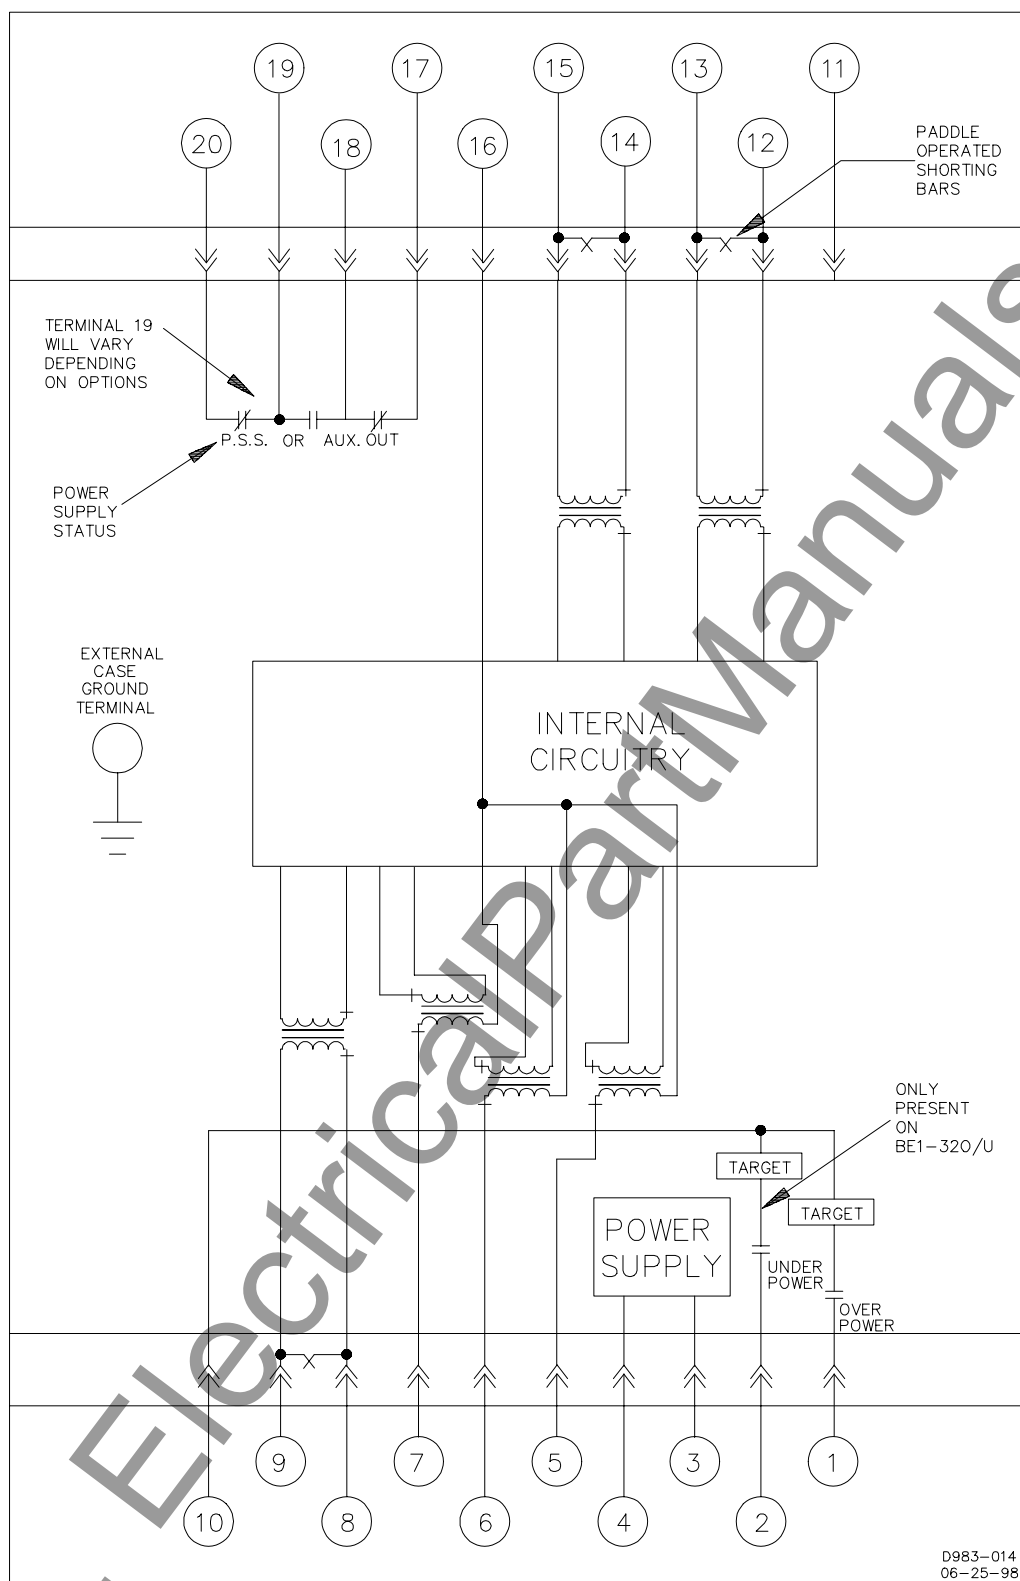 19
17
15
13
11
20
18
16
14
12
PADDLE
OPERATED
SHORTING
BARS
TERMINAL 19
WILL VARY
DEPENDING
ON OPTIONS
P.S.S. OR AUX. OUT
POWER
SUPPLY
STATUS
EXTERNAL
CASE
GROUND
TERMINAL
INTERNAL
CIRCUITRY
ONLY
PRESENT
ON
BE1-320/U
TARGET
TARGET
POWER
SUPPLY
UNDER
POWER
OVER
POWER
9
7
5
3
1
10
8
6
4
2
D983-014
06-25-98
ElectricalPartManuals